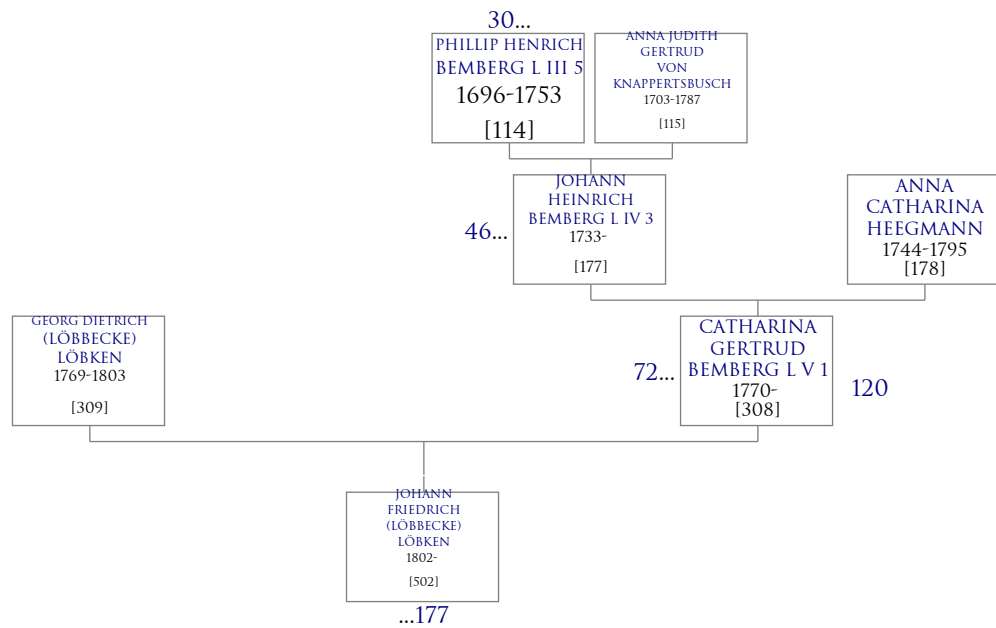 30...
PHILLIP HENRICH
BEMBERG L III 5
1696-1753
[114]
ANNA JUDITH
GERTRUD
VON
KNAPPERTSBUSCH
1703-1787
[115]
46...
JOHANN
HEINRICH
BEMBERG L IV 3
1733-
[177]
ANNA
CATHARINA
HEEGMANN
1744-1795
[178]
GEORG DIETRICH
(LÖBBECKE)
LÖBKEN
1769-1803
[309]
72...
CATHARINA
GERTRUD
BEMBERG L V 1
1770-
[308]
120
JOHANN
FRIEDRICH
(LÖBBECKE)
LÖBKEN
1802-
[502]
...177